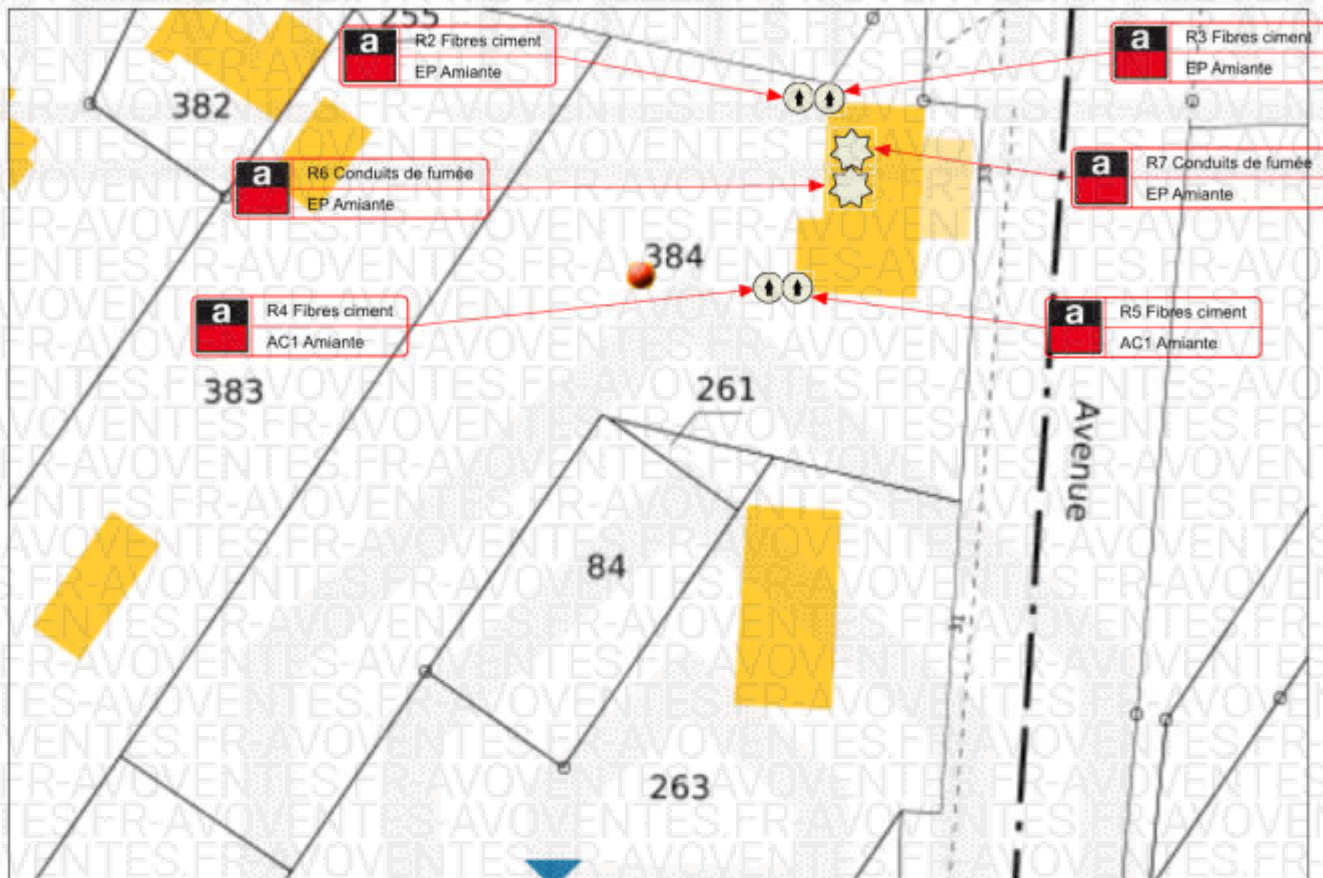 255
a R2 Fibres ciment
EP Amiante
a R3 Fibres ciment
EP Amiante
382
a R6 Conduits de fumée
EP Amiante
a R7 Conduits de fumée
EP Amiante
384
a R4 Fibres ciment
AC1 Amiante
a R5 Fibres ciment
AC1 Amiante
383
261
Avenue
84
263